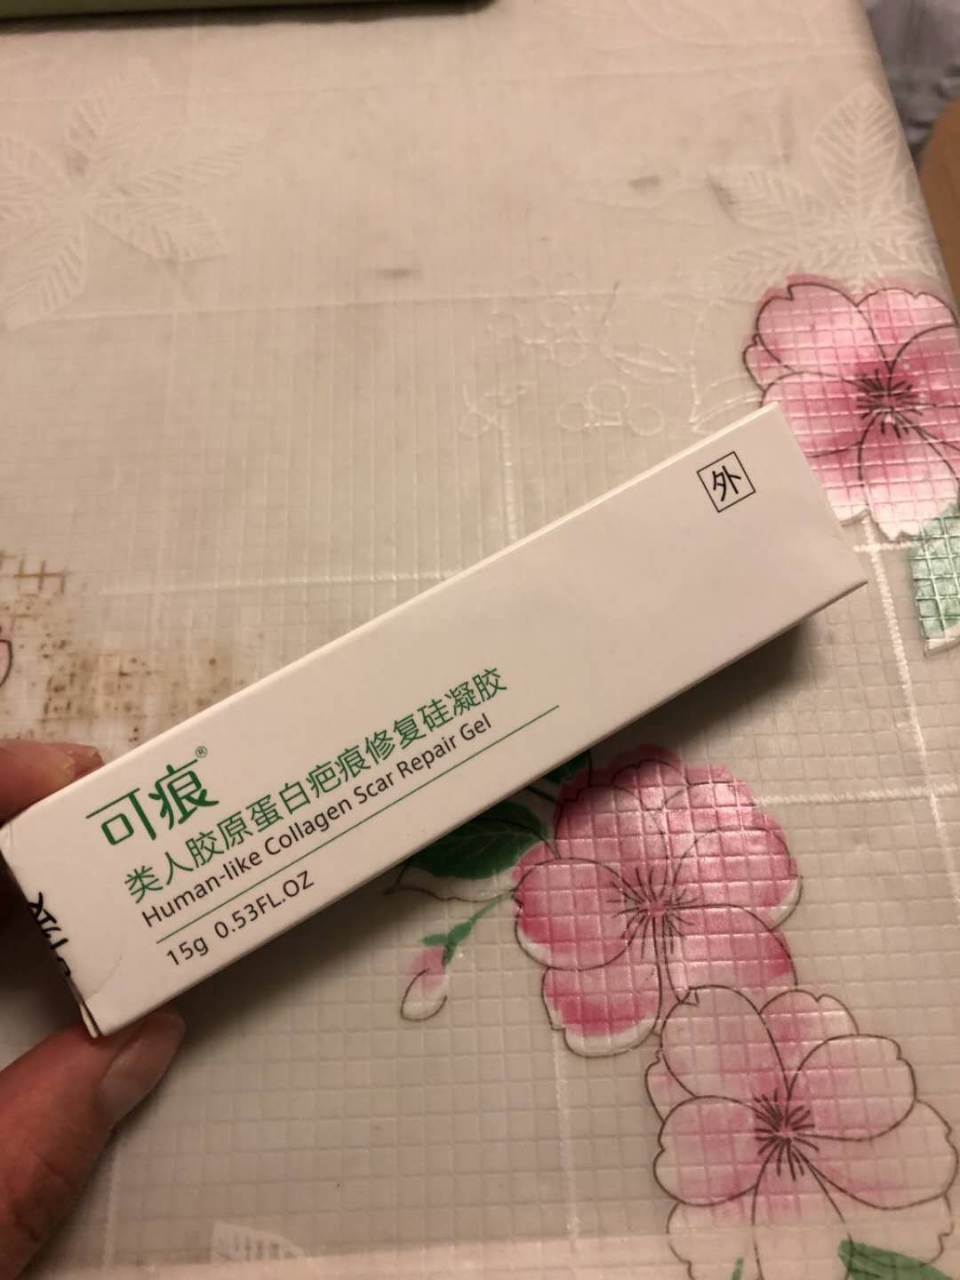 外
可痕®
类人胶原蛋白疤痕修复硅凝胶
Human-like Collagen Scar Repair Gel
15g 0.53FL.OZ